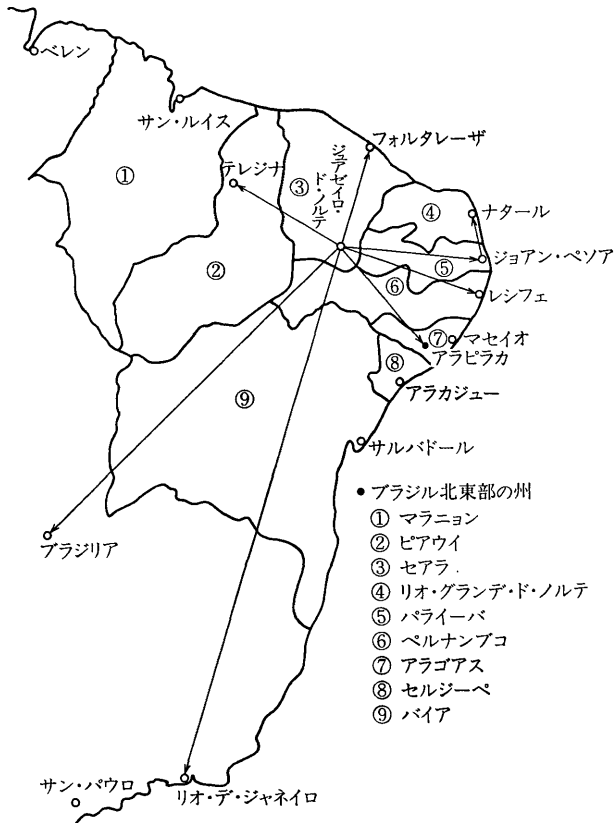 ベレン
サン・ルイス
フォルタレーザ
テレジナ
ジュアゼイロ・
ド・ノルテ
①
③
④
ナタール
ジョアン・ペソア
⑤
②
⑥
レシフェ
⑦
マセイオ
アラピラカ
⑧
アラカジュー
⑨
サルバドール
● ブラジル北東部の州
① マラニョン
② ピアウイ
③ セアラ
④ リオ・グランデ・ド・ノルテ
⑤ パライーバ
⑥ ペルナンブコ
⑦ アラゴアス
⑧ セルジーペ
⑨ バイア
ブラジリア
サン・パウロ
リオ・デ・ジャネイロ